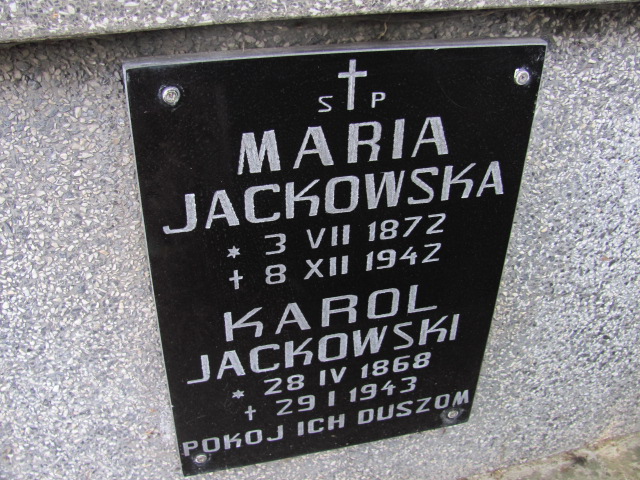 S P
MARIA
JACKOWSKA
* 3 VII 1872
† 8 XII 1942
KAROL
JACKOWSKI
* 28 IV 1868
† 29 I 1943
POKOJ ICH DUSZOM